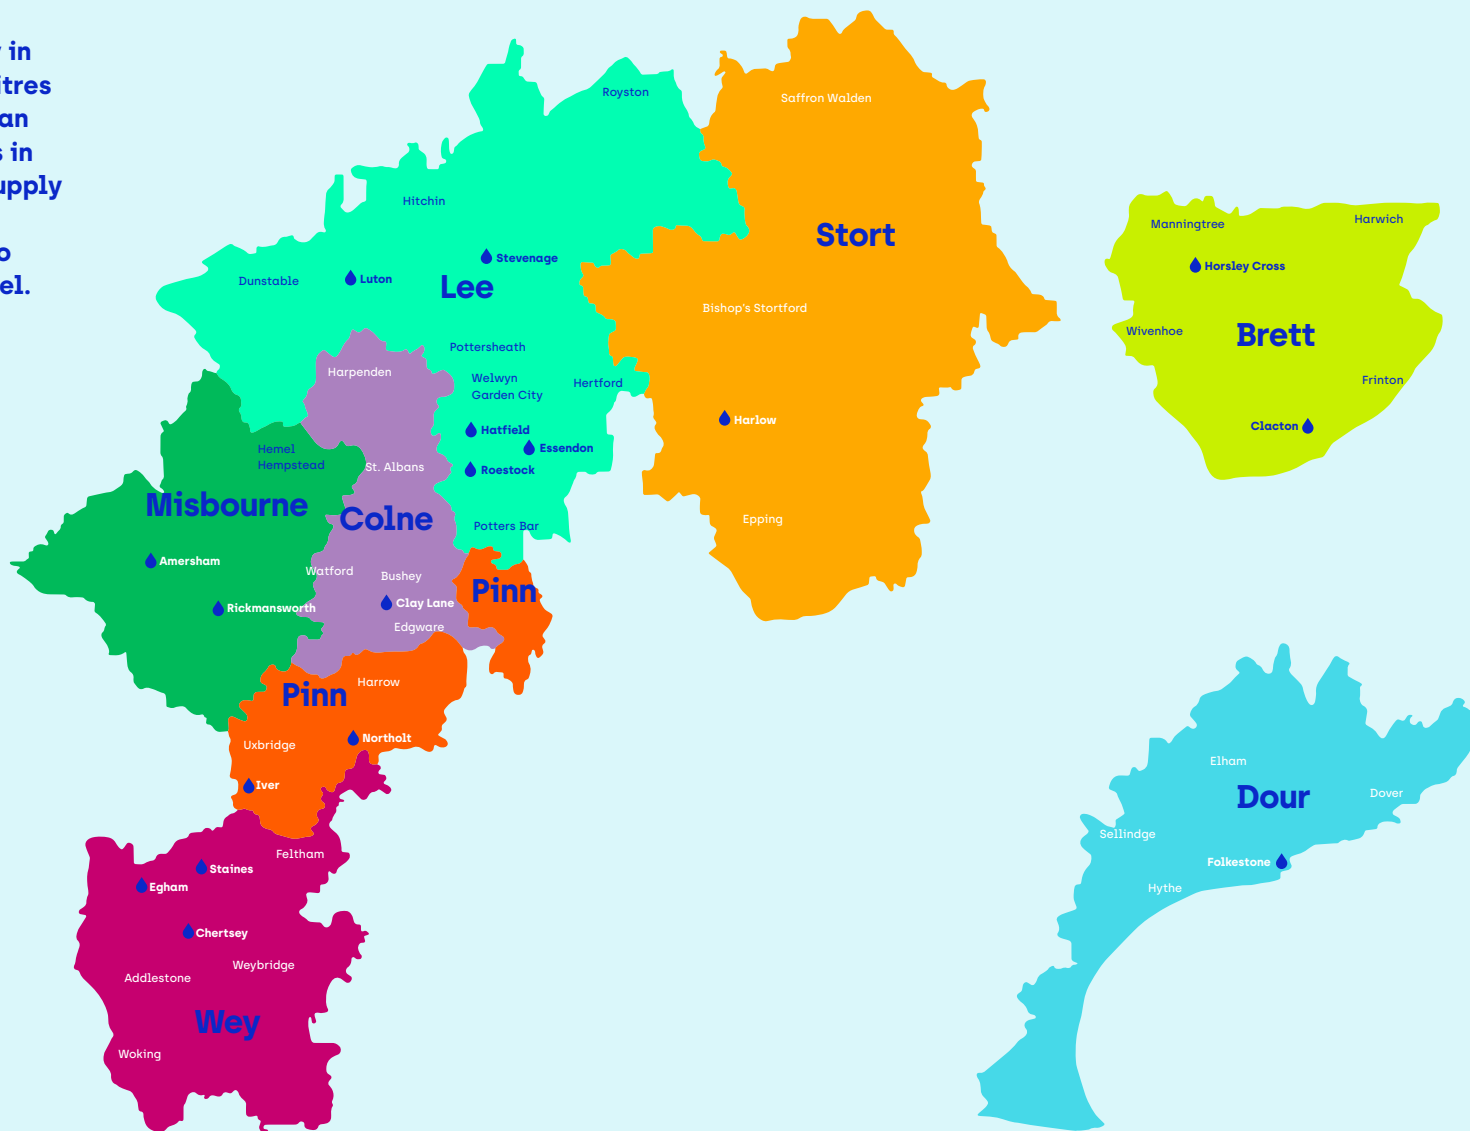 in
itres
an
s in
upply
o
el.
Royston
Saffron Walden
Hitchin
Stevenage
Dunstable
Luton
Lee
Stort
Bishop's Stortford
Pottersheath
Harpenden
Welwyn
Garden City
Hertford
Hatfield
Essendon
Roestock
Harlow
Potters Bar
Epping
Manningtree
Harwich
Horsley Cross
Wivenhoe
Brett
Frinton
Clacton
Hemel
Hempstead
St. Albans
Misbourne
Colne
Amersham
Watford
Bushey
Pinn
Rickmansworth
Clay Lane
Edgware
Harrow
Pinn
Northolt
Uxbridge
Iver
Feltham
Staines
Egham
Chertsey
Weybridge
Addlestone
Wey
Woking
Elham
Dour
Dover
Sellindge
Folkestone
Hythe